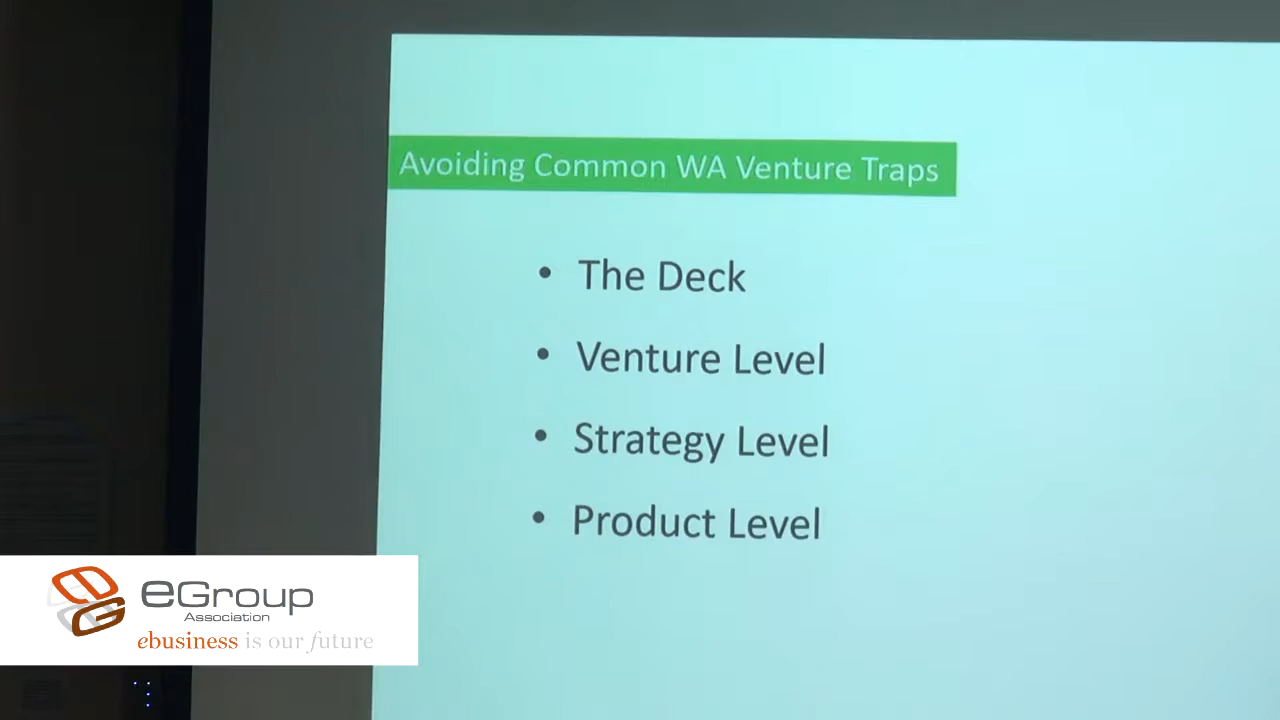 Avoiding Common WA Venture Traps
• The Deck
• Venture Level
• Strategy Level
• Product Level
eGroup
Association
ebusiness is our future